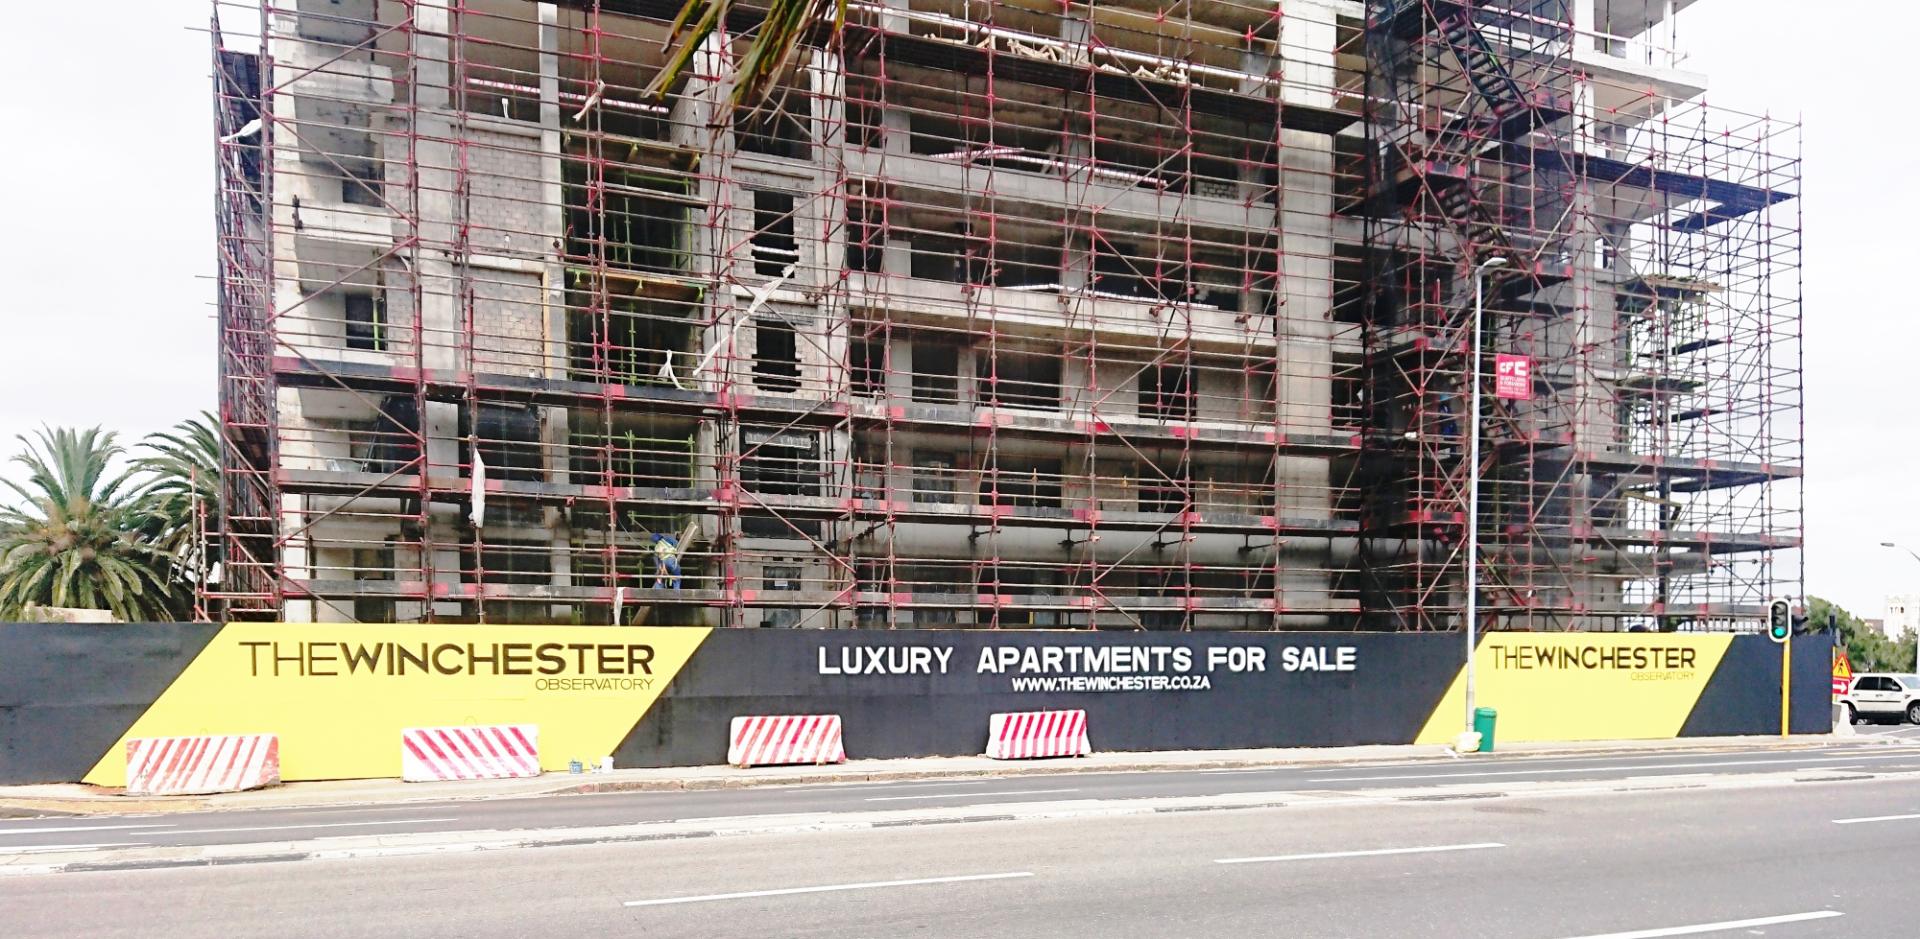 THEWINCHESTER
OBSERVATORY
LUXURY APARTMENTS FOR SALE
WWW.THEWINCHESTER.CO.ZA
THEWINCHESTER
OBSERVATORY